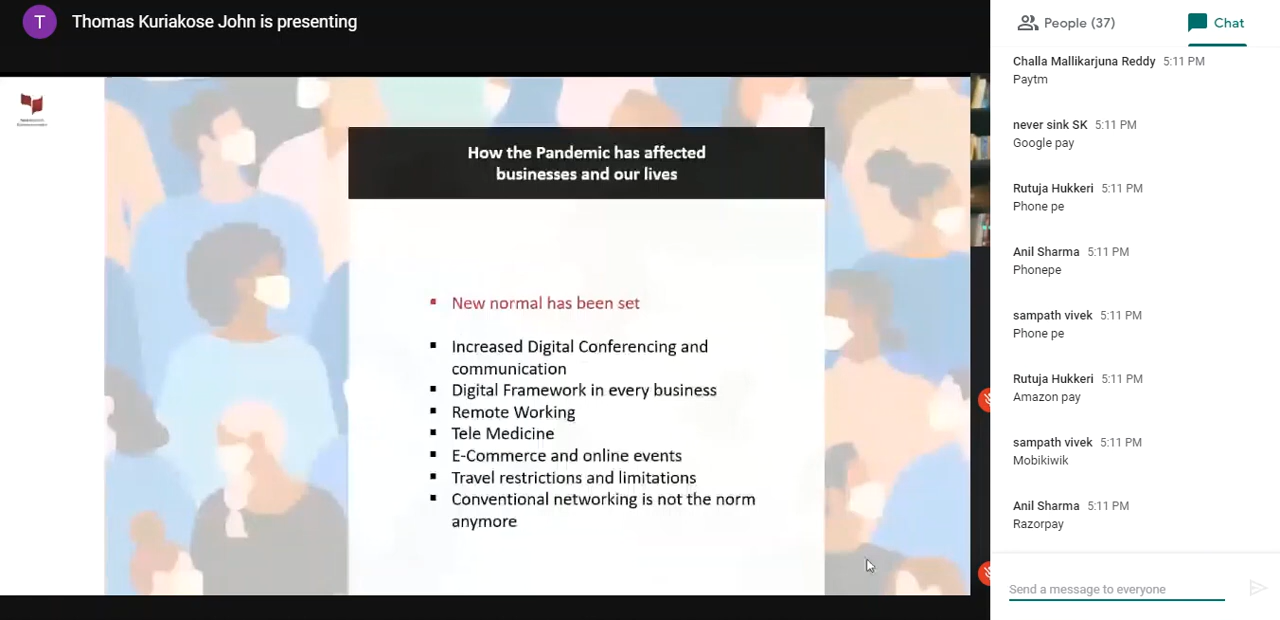 T
Thomas Kuriakose John is presenting
How the Pandemic has affected
businesses and our lives
New normal has been set
Increased Digital Conferencing and
communication
Digital Framework in every business
Remote Working
Tele Medicine
E-Commerce and online events
Travel restrictions and limitations
Conventional networking is not the norm
anymore
People (37)
Chat
Challa Mallikarjuna Reddy 5:11 PM
Paytm
never sink SK 5:11 PM
Google pay
Rutuja Hukkeri 5:11 PM
Phone pe
Anil Sharma 5:11 PM
Phonepe
sampath vivek 5:11 PM
Phone pe
Rutuja Hukkeri 5:11 PM
Amazon pay
sampath vivek 5:11 PM
Mobikiwik
Anil Sharma 5:11 PM
Razorpay
Send a message to everyone